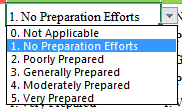 1. No Preparation Efforts
0. Not Applicable
1. No Preparation Efforts
2. Poorly Prepared
3. Generally Prepared
4. Moderately Prepared
5. Very Prepared